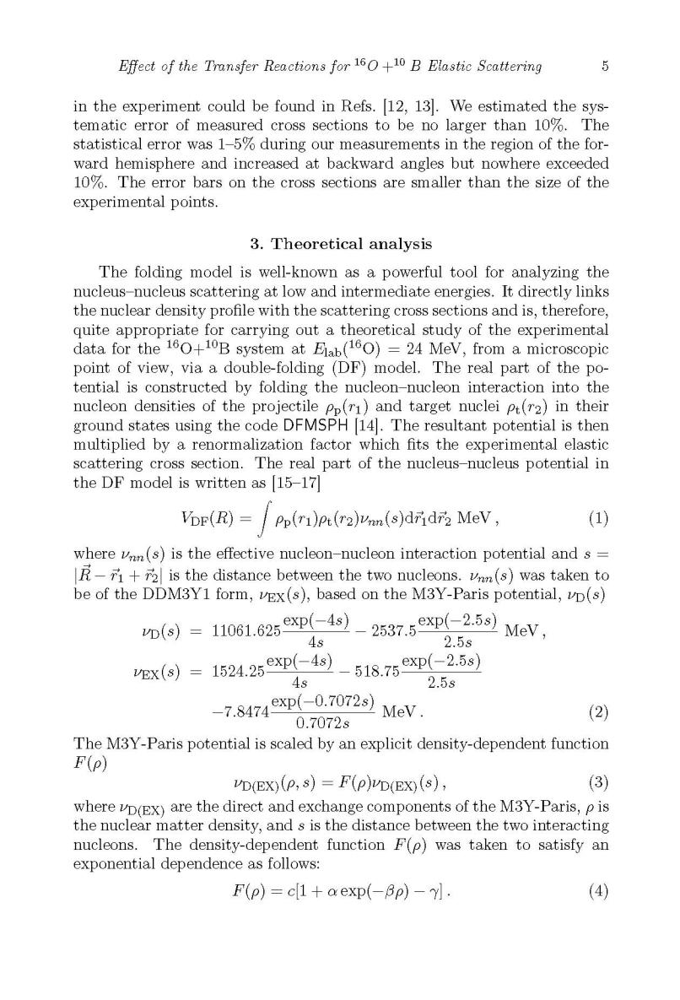 Effect of the Transfer Reactions for ¹⁶O +¹⁰ B Elastic Scattering 5
in the experiment could be found in Refs. [12, 13]. We estimated the sys-
tematic error of measured cross sections to be no larger than 10%. The
statistical error was 1–5% during our measurements in the region of the for-
ward hemisphere and increased at backward angles but nowhere exceeded
10%. The error bars on the cross sections are smaller than the size of the
experimental points.
3. Theoretical analysis
The folding model is well-known as a powerful tool for analyzing the
nucleus–nucleus scattering at low and intermediate energies. It directly links
the nuclear density profile with the scattering cross sections and is, therefore,
quite appropriate for carrying out a theoretical study of the experimental
data for the ¹⁶O+¹⁰B system at E_lab(¹⁶O) = 24 MeV, from a microscopic
point of view, via a double-folding (DF) model. The real part of the po-
tential is constructed by folding the nucleon–nucleon interaction into the
nucleon densities of the projectile ρ_p(r₁) and target nuclei ρ_t(r₂) in their
ground states using the code DFMSPH [14]. The resultant potential is then
multiplied by a renormalization factor which fits the experimental elastic
scattering cross section. The real part of the nucleus–nucleus potential in
the DF model is written as [15–17]
V_DF(R) = ∫ ρ_p(r₁)ρ_t(r₂)ν_nn(s)dr⃗₁dr⃗₂ MeV , (1)
where ν_nn(s) is the effective nucleon–nucleon interaction potential and s =
|R⃗ − r⃗₁ + r⃗₂| is the distance between the two nucleons. ν_nn(s) was taken to
be of the DDM3Y1 form, ν_EX(s), based on the M3Y-Paris potential, ν_D(s)
ν_D(s) = 11061.625 exp(−4s)/4s − 2537.5 exp(−2.5s)/2.5s MeV ,
ν_EX(s) = 1524.25 exp(−4s)/4s − 518.75 exp(−2.5s)/2.5s
−7.8474 exp(−0.7072s)/0.7072s MeV . (2)
The M3Y-Paris potential is scaled by an explicit density-dependent function
F(ρ)
ν_D(EX)(ρ, s) = F(ρ)ν_D(EX)(s) , (3)
where ν_D(EX) are the direct and exchange components of the M3Y-Paris, ρ is
the nuclear matter density, and s is the distance between the two interacting
nucleons. The density-dependent function F(ρ) was taken to satisfy an
exponential dependence as follows:
F(ρ) = c[1 + α exp(−βρ) − γ] . (4)